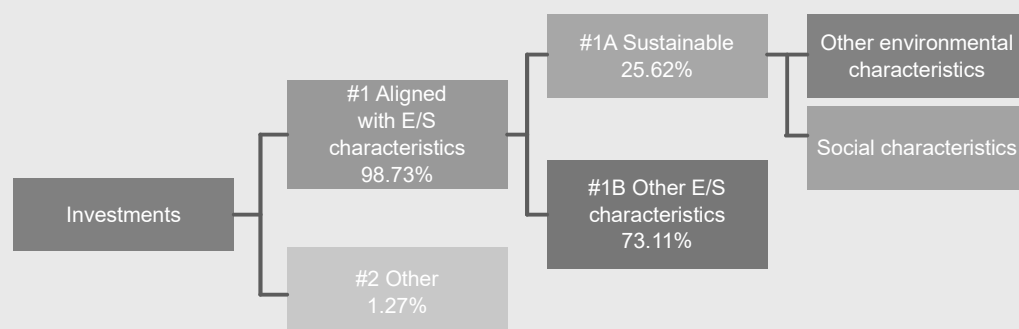 Investments
#1 Aligned
with E/S
characteristics
98.73%
#2 Other
1.27%
#1A Sustainable
25.62%
#1B Other E/S
characteristics
73.11%
Other environmental
characteristics
Social characteristics